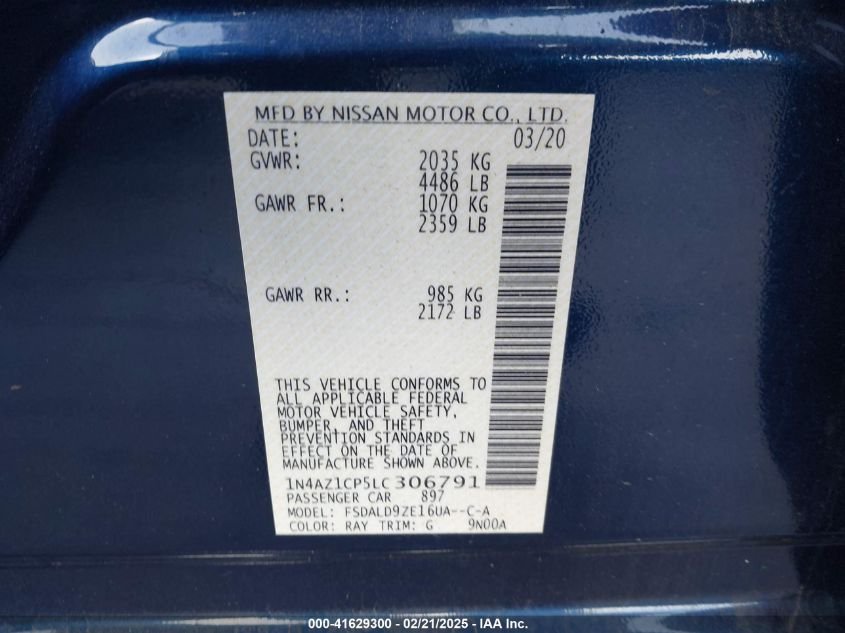 MFD BY NISSAN MOTOR CO., LTD.
DATE: 03/20
GVWR: 2035 KG
4486 LB
GAWR FR.: 1070 KG
2359 LB
GAWR RR.: 985 KG
2172 LB
THIS VEHICLE CONFORMS TO
ALL APPLICABLE FEDERAL
MOTOR VEHICLE SAFETY,
BUMPER, AND THEFT
PREVENTION STANDARDS IN
EFFECT ON THE DATE OF
MANUFACTURE SHOWN ABOVE.
1N4AZ1CP5LC306791
PASSENGER CAR 897
MODEL: FSDALD9ZE16UA--C-A
COLOR: RAY TRIM: G 9N00A
000-41629300 - 02/21/2025 - IAA Inc.